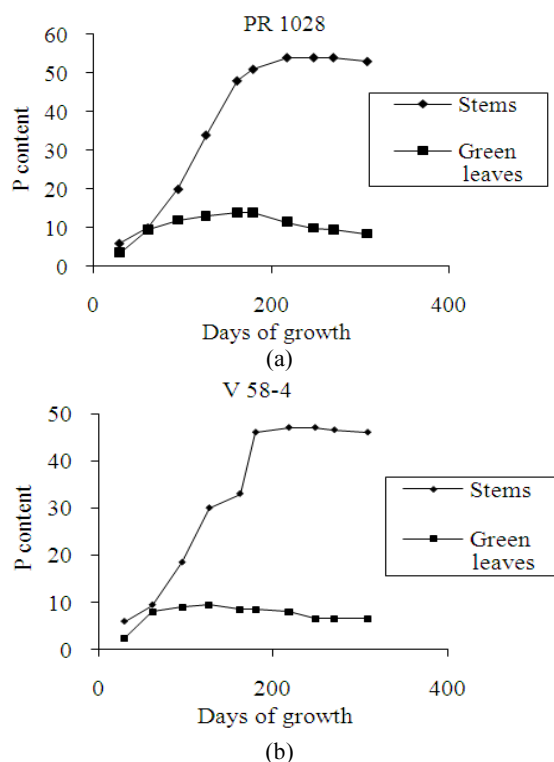 PR 1028
60
50
40
30
20
10
0
P content
Stems
Green
leaves
0 200 400
Days of growth
(a)
V 58-4
50
40
30
20
10
0
P content
Stems
Green
leaves
0 200 400
Days of growth
(b)